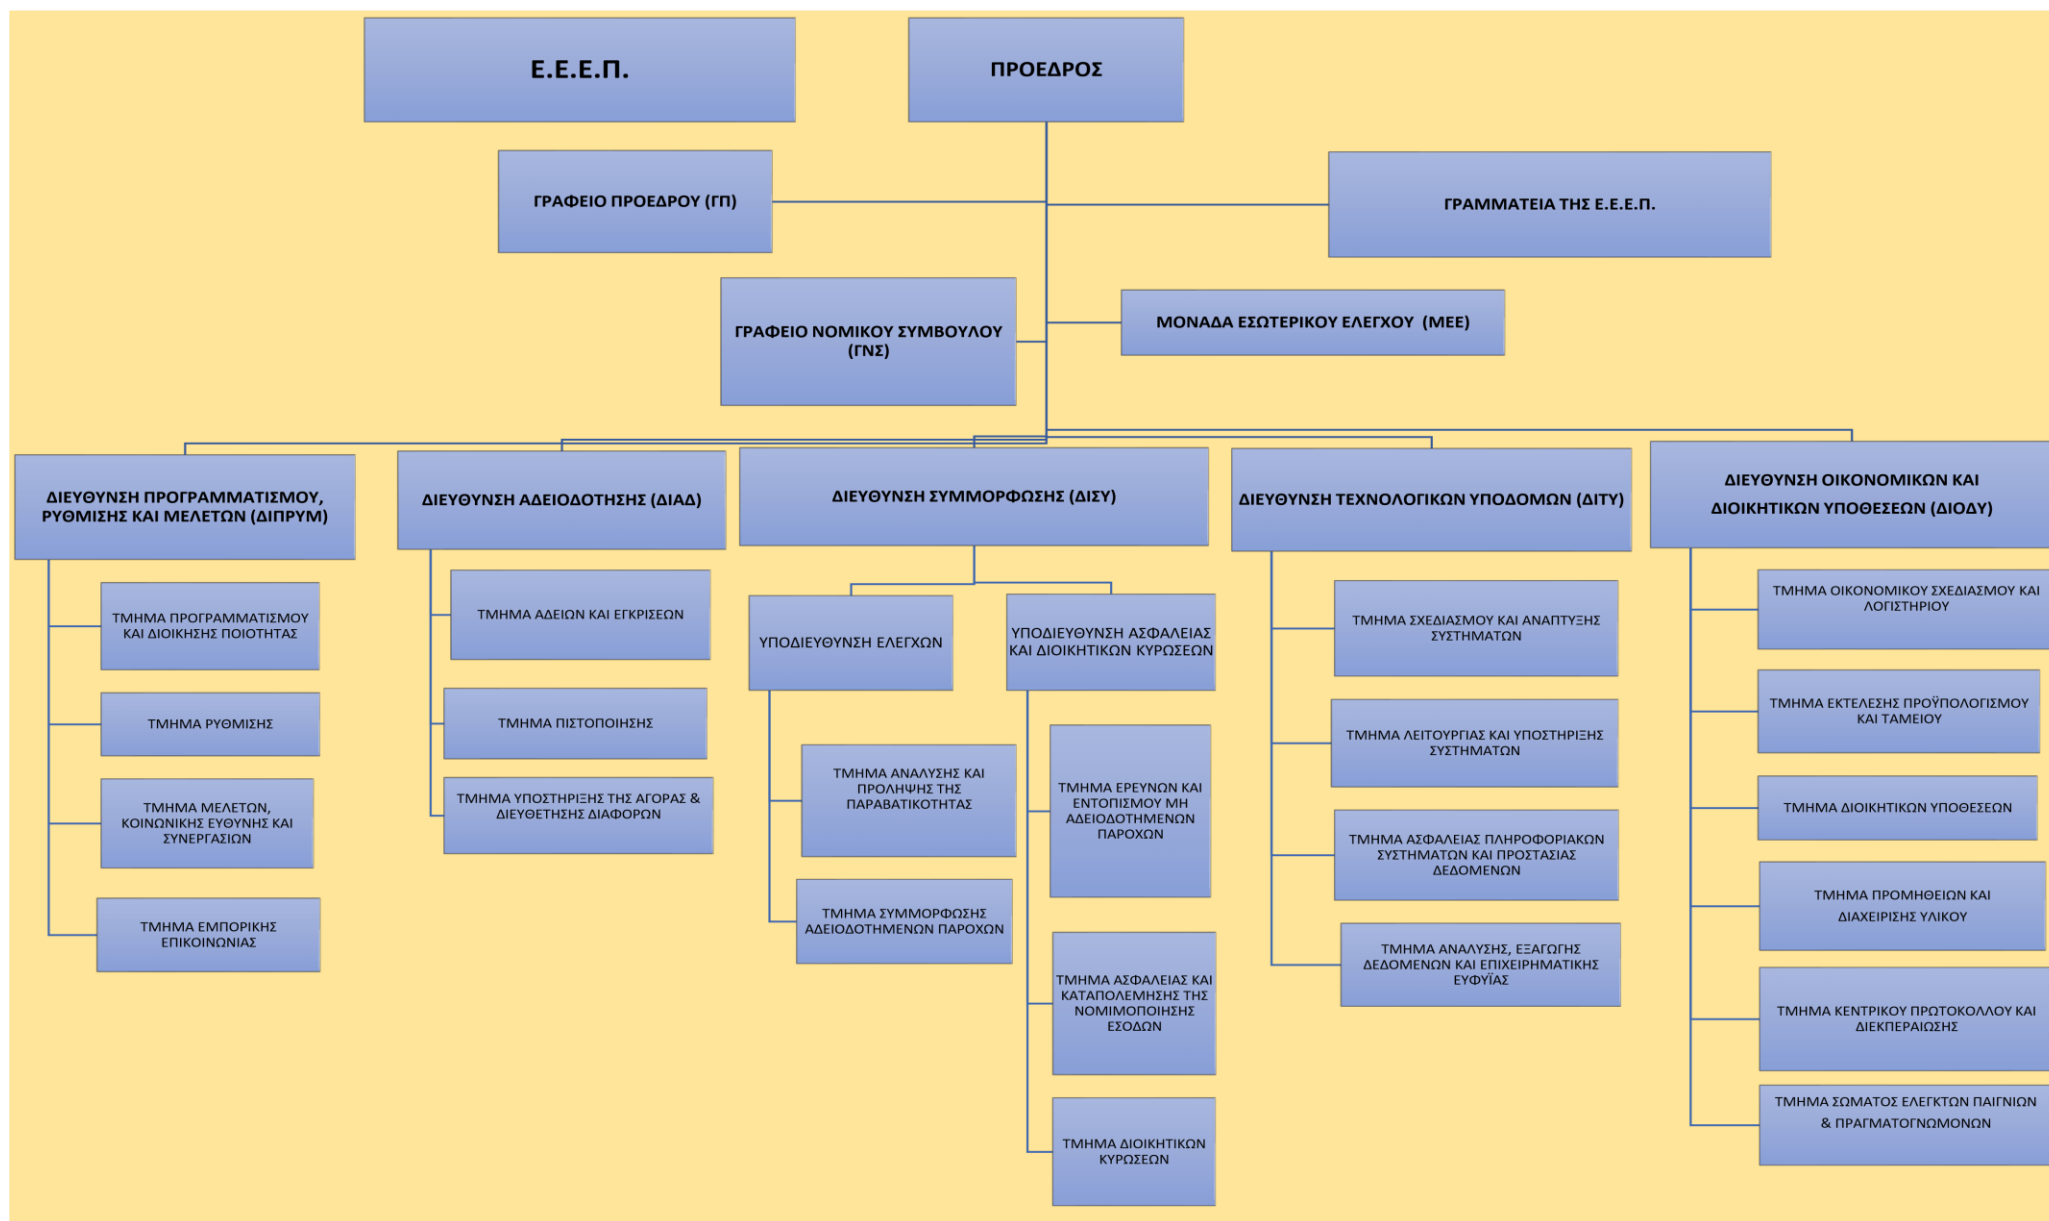 Ε.Ε.Ε.Π.
ΠΡΟΕΔΡΟΣ
ΓΡΑΦΕΙΟ ΠΡΟΕΔΡΟΥ (ΓΠ)
ΓΡΑΜΜΑΤΕΙΑ ΤΗΣ Ε.Ε.Ε.Π.
ΓΡΑΦΕΙΟ ΝΟΜΙΚΟΥ ΣΥΜΒΟΥΛΟΥ
(ΓΝΣ)
ΜΟΝΑΔΑ ΕΣΩΤΕΡΙΚΟΥ ΕΛΕΓΧΟΥ (ΜΕΕ)
ΔΙΕΥΘΥΝΣΗ ΠΡΟΓΡΑΜΜΑΤΙΣΜΟΥ,
ΡΥΘΜΙΣΗΣ ΚΑΙ ΜΕΛΕΤΩΝ (ΔΙΠΡΥΜ)
ΤΜΗΜΑ ΠΡΟΓΡΑΜΜΑΤΙΣΜΟΥ
ΚΑΙ ΔΙΟΙΚΗΣΗΣ ΠΟΙΟΤΗΤΑΣ
ΤΜΗΜΑ ΡΥΘΜΙΣΗΣ
ΤΜΗΜΑ ΜΕΛΕΤΩΝ,
ΚΟΙΝΩΝΙΚΗΣ ΕΥΘΥΝΗΣ ΚΑΙ
ΣΥΝΕΡΓΑΣΙΩΝ
ΤΜΗΜΑ ΕΜΠΟΡΙΚΗΣ
ΕΠΙΚΟΙΝΩΝΙΑΣ
ΔΙΕΥΘΥΝΣΗ ΑΔΕΙΟΔΟΤΗΣΗΣ (ΔΙΑΔ)
ΤΜΗΜΑ ΑΔΕΙΩΝ ΚΑΙ ΕΓΚΡΙΣΕΩΝ
ΤΜΗΜΑ ΠΙΣΤΟΠΟΙΗΣΗΣ
ΤΜΗΜΑ ΥΠΟΣΤΗΡΙΞΗΣ ΤΗΣ ΑΓΟΡΑΣ &
ΔΙΕΥΘΕΤΗΣΗΣ ΔΙΑΦΟΡΩΝ
ΔΙΕΥΘΥΝΣΗ ΣΥΜΜΟΡΦΩΣΗΣ (ΔΙΣΥ)
ΥΠΟΔΙΕΥΘΥΝΣΗ ΕΛΕΓΧΩΝ
ΤΜΗΜΑ ΑΝΑΛΥΣΗΣ ΚΑΙ
ΠΡΟΛΗΨΗΣ ΤΗΣ
ΠΑΡΑΒΑΤΙΚΟΤΗΤΑΣ
ΤΜΗΜΑ ΣΥΜΜΟΡΦΩΣΗΣ
ΑΔΕΙΟΔΟΤΗΜΕΝΩΝ ΠΑΡΟΧΩΝ
ΥΠΟΔΙΕΥΘΥΝΣΗ ΑΣΦΑΛΕΙΑΣ
ΚΑΙ ΔΙΟΙΚΗΤΙΚΩΝ ΚΥΡΩΣΕΩΝ
ΤΜΗΜΑ ΕΡΕΥΝΩΝ ΚΑΙ
ΕΝΤΟΠΙΣΜΟΥ ΜΗ
ΑΔΕΙΟΔΟΤΗΜΕΝΩΝ
ΠΑΡΟΧΩΝ
ΤΜΗΜΑ ΑΣΦΑΛΕΙΑΣ ΚΑΙ
ΚΑΤΑΠΟΛΕΜΗΣΗΣ ΤΗΣ
ΝΟΜΙΜΟΠΟΙΗΣΗΣ
ΕΣΟΔΩΝ
ΤΜΗΜΑ ΔΙΟΙΚΗΤΙΚΩΝ
ΚΥΡΩΣΕΩΝ
ΔΙΕΥΘΥΝΣΗ ΤΕΧΝΟΛΟΓΙΚΩΝ ΥΠΟΔΟΜΩΝ (ΔΙΤΥ)
ΤΜΗΜΑ ΣΧΕΔΙΑΣΜΟΥ ΚΑΙ ΑΝΑΠΤΥΞΗΣ
ΣΥΣΤΗΜΑΤΩΝ
ΤΜΗΜΑ ΛΕΙΤΟΥΡΓΙΑΣ ΚΑΙ ΥΠΟΣΤΗΡΙΞΗΣ
ΣΥΣΤΗΜΑΤΩΝ
ΤΜΗΜΑ ΑΣΦΑΛΕΙΑΣ ΠΛΗΡΟΦΟΡΙΑΚΩΝ
ΣΥΣΤΗΜΑΤΩΝ ΚΑΙ ΠΡΟΣΤΑΣΙΑΣ
ΔΕΔΟΜΕΝΩΝ
ΤΜΗΜΑ ΑΝΑΛΥΣΗΣ, ΕΞΑΓΩΓΗΣ
ΔΕΔΟΜΕΝΩΝ ΚΑΙ ΕΠΙΧΕΙΡΗΜΑΤΙΚΗΣ
ΕΥΦΥΪΑΣ
ΔΙΕΥΘΥΝΣΗ ΟΙΚΟΝΟΜΙΚΩΝ ΚΑΙ
ΔΙΟΙΚΗΤΙΚΩΝ ΥΠΟΘΕΣΕΩΝ (ΔΙΟΔΥ)
ΤΜΗΜΑ ΟΙΚΟΝΟΜΙΚΟΥ ΣΧΕΔΙΑΣΜΟΥ ΚΑΙ
ΛΟΓΙΣΤΗΡΙΟΥ
ΤΜΗΜΑ ΕΚΤΕΛΕΣΗΣ ΠΡΟΫΠΟΛΟΓΙΣΜΟΥ
ΚΑΙ ΤΑΜΕΙΟΥ
ΤΜΗΜΑ ΔΙΟΙΚΗΤΙΚΩΝ ΥΠΟΘΕΣΕΩΝ
ΤΜΗΜΑ ΠΡΟΜΗΘΕΙΩΝ ΚΑΙ
ΔΙΑΧΕΙΡΙΣΗΣ ΥΛΙΚΟΥ
ΤΜΗΜΑ ΚΕΝΤΡΙΚΟΥ ΠΡΩΤΟΚΟΛΛΟΥ ΚΑΙ
ΔΙΕΚΠΕΡΑΙΩΣΗΣ
ΤΜΗΜΑ ΣΩΜΑΤΟΣ ΕΛΕΓΚΤΩΝ ΠΑΙΓΝΙΩΝ
& ΠΡΑΓΜΑΤΟΓΝΩΜΟΝΩΝ